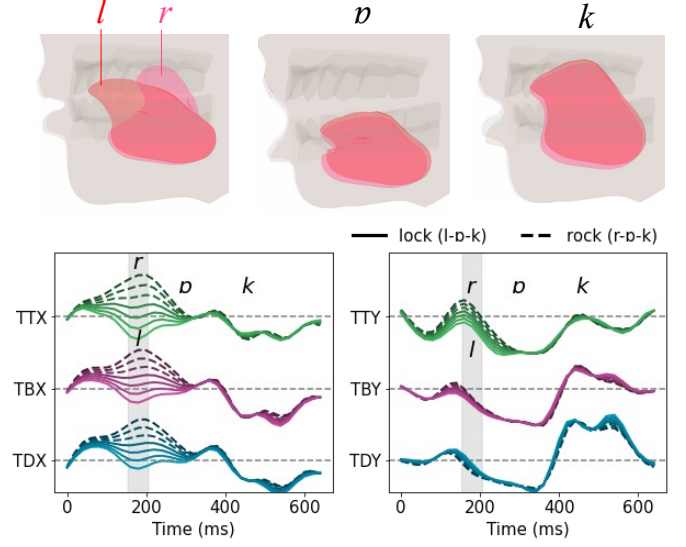 l r ɒ k
lock (l-ɒ-k) rock (r-ɒ-k)
r ɒ k r ɒ k
TTX TTY
l l
TBX TBY
TDX TDY
0 200 400 600 0 200 400 600
Time (ms) Time (ms)